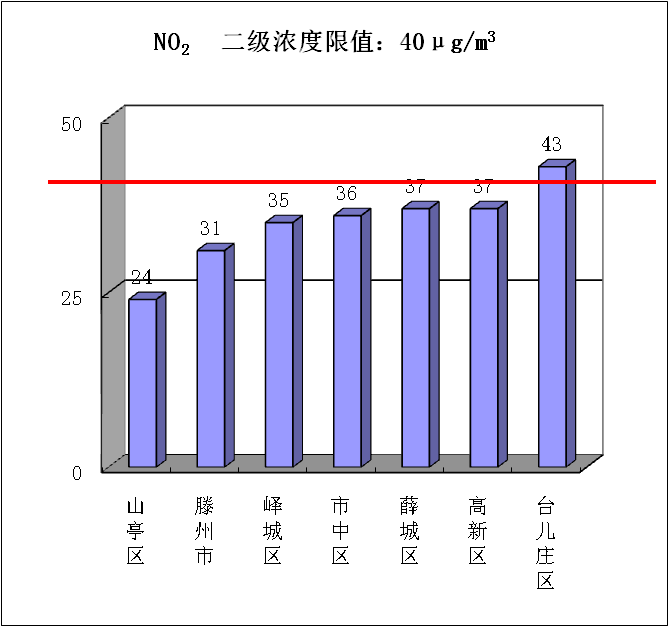 NO₂ 二级浓度限值：40μg/m³
50
25
0
24
31
35
36
37
37
43
山亭区
滕州市
峄城区
市中区
薛城区
高新区
台儿庄区